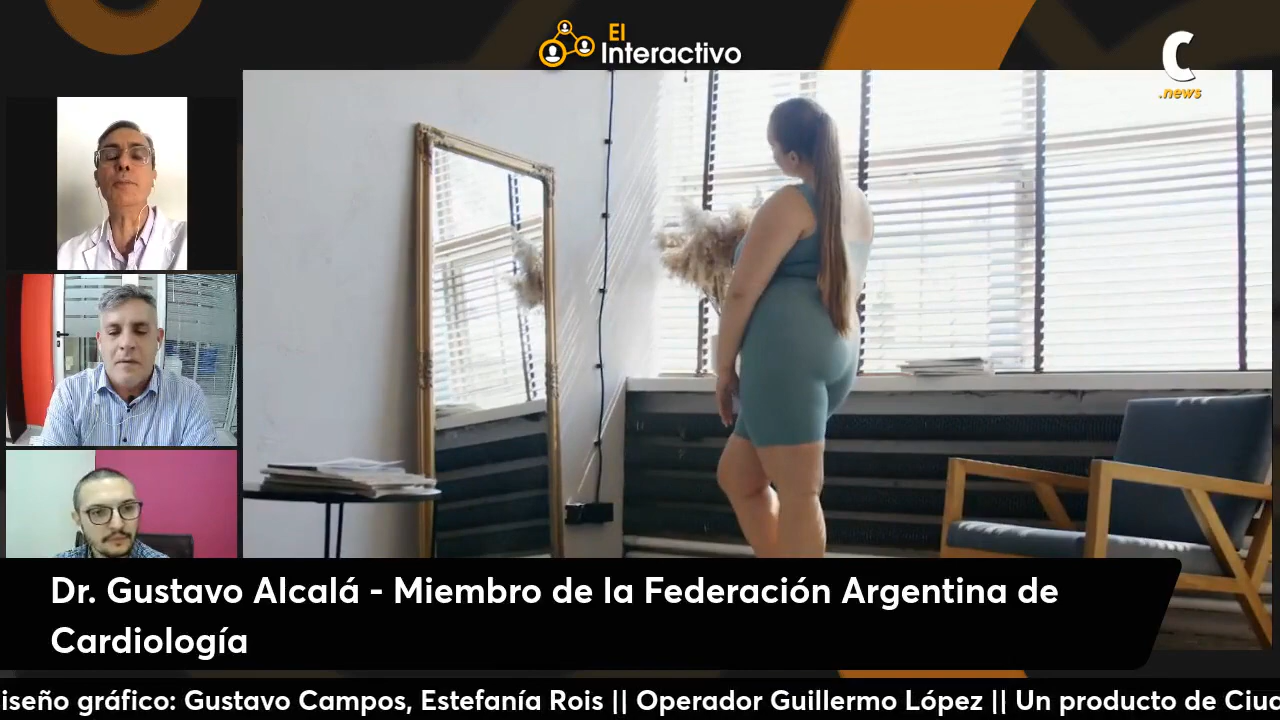 El
Interactivo
C
.news
Dr. Gustavo Alcalá - Miembro de la Federación Argentina de
Cardiología
iseño gráfico: Gustavo Campos, Estefanía Rois || Operador Guillermo López || Un producto de Ciud